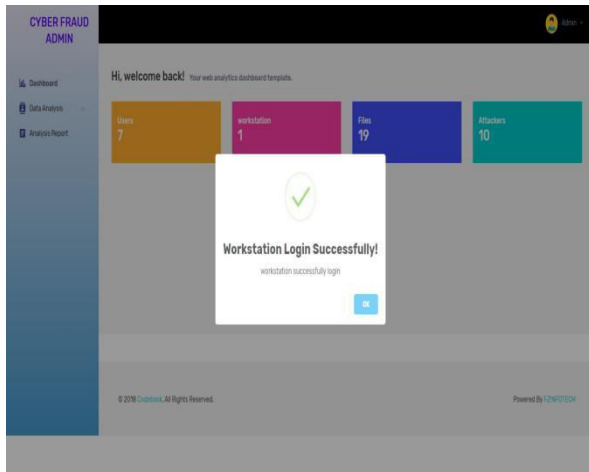 CYBER FRAUD
ADMIN
Admin
Dashboard
Data Analysis
Analysis Report
Hi, welcome back! Your web analytics dashboard template.
Users
7
workstation
1
Files
19
Attackers
10
Workstation Login Successfully!
workstation successfully login
OK
© 2018 . All Rights Reserved.
Powered By